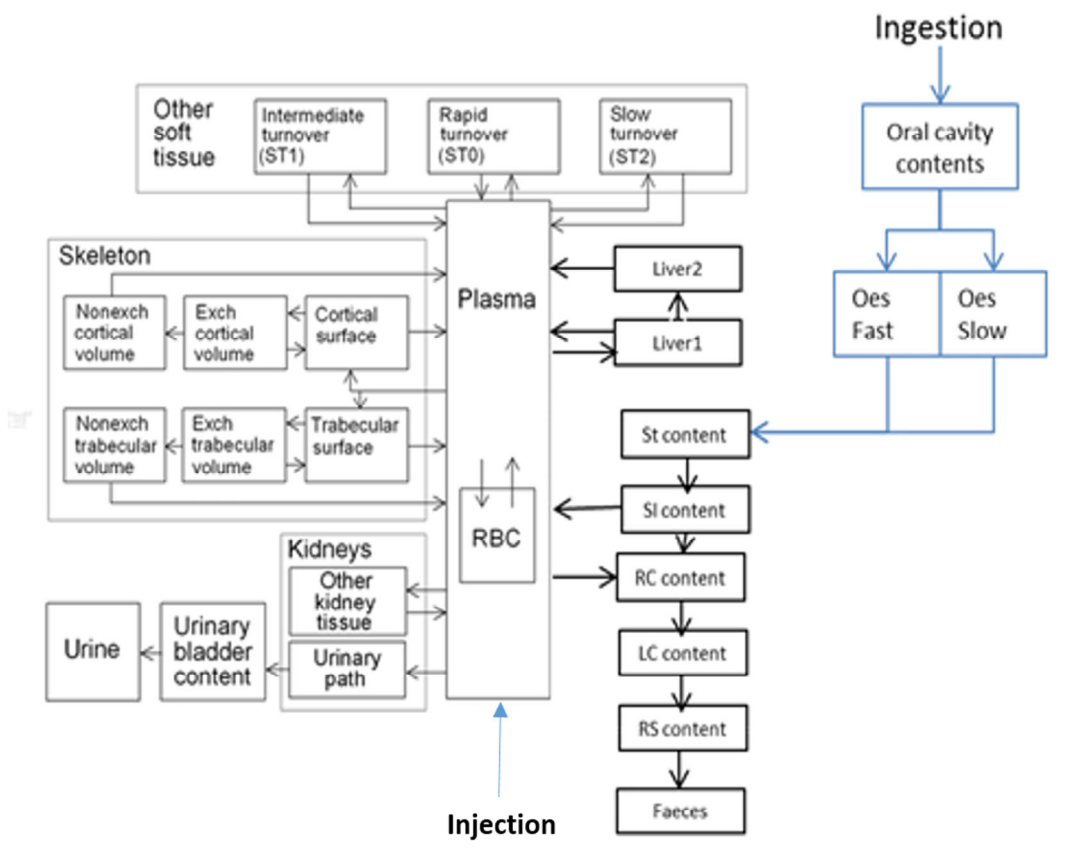 Ingestion
Oral cavity
contents
Oes
Fast
Oes
Slow
Other
soft
tissue
Intermediate
turnover
(ST1)
Rapid
turnover
(ST0)
Slow
turnover
(ST2)
Skeleton
Nonexch
cortical
volume
Exch
cortical
volume
Cortical
surface
Nonexch
trabecular
volume
Exch
trabecular
volume
Trabecular
surface
Plasma
RBC
Liver2
Liver1
St content
SI content
RC content
LC content
RS content
Faeces
Kidneys
Other
kidney
tissue
Urinary
path
Urinary
bladder
content
Urine
Injection